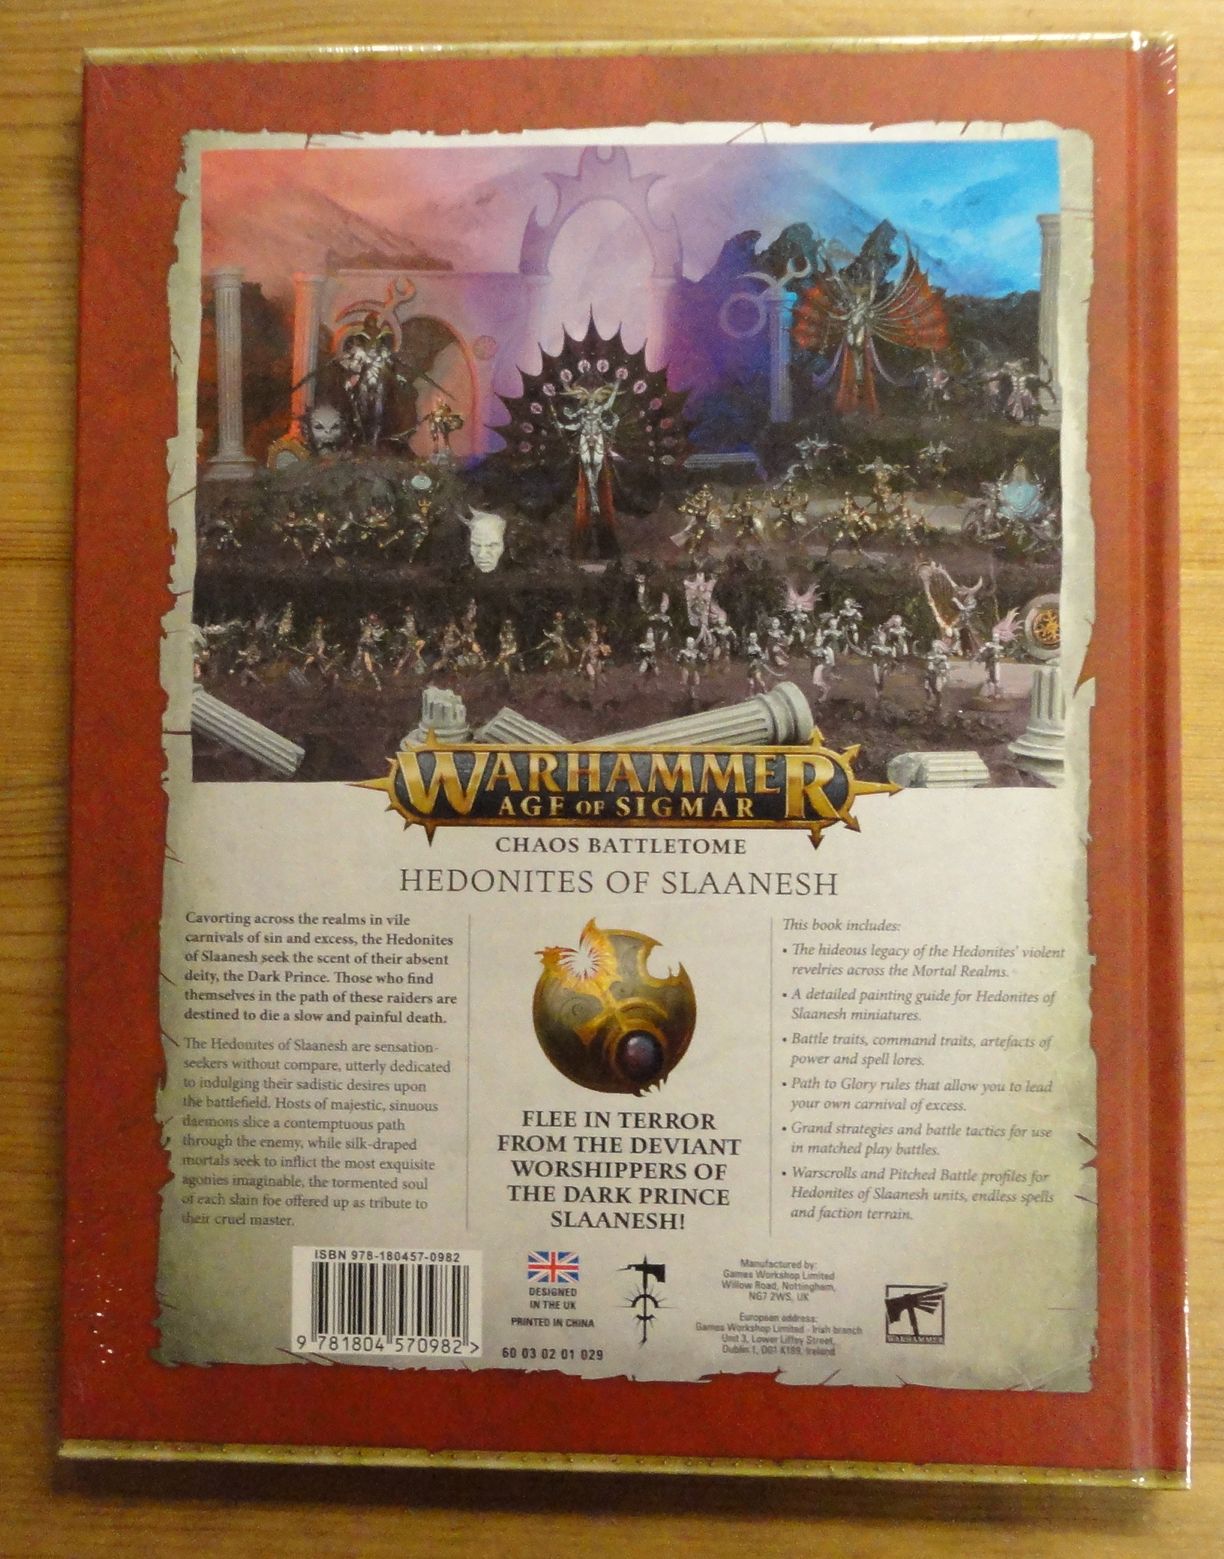 WARHAMMER
AGE OF SIGMAR
CHAOS BATTLETOME
HEDONITES OF SLAANESH
Cavorting across the realms in vile
carnivals of sin and excess, the Hedonites
of Slaanesh seek the scent of their absent
deity, the Dark Prince. Those who find
themselves in the path of these raiders are
destined to die a slow and painful death.
The Hedonites of Slaanesh are sensation-
seekers without compare, utterly dedicated
to indulging their sadistic desires upon
the battlefield. Hosts of majestic, sinuous
daemons slice a contemptuous path
through the enemy, while silk-draped
mortals seek to inflict the most exquisite
agonies imaginable, the tormented soul
of each slain foe offered up as tribute to
their cruel master.
FLEE IN TERROR
FROM THE DEVIANT
WORSHIPPERS OF
THE DARK PRINCE
SLAANESH!
This book includes:
• The hideous legacy of the Hedonites' violent
revelries across the Mortal Realms.
• A detailed painting guide for Hedonites of
Slaanesh miniatures.
• Battle traits, command traits, artefacts of
power and spell lores.
• Path to Glory rules that allow you to lead
your own carnival of excess.
• Grand strategies and battle tactics for use
in matched play battles.
• Warscrolls and Pitched Battle profiles for
Hedonites of Slaanesh units, endless spells
and faction terrain.
ISBN 978-180457-0982
9 781804 570982 >
DESIGNED
IN THE UK
PRINTED IN CHINA
60 03 02 01 029
Manufactured by:
Games Workshop Limited
Willow Road, Nottingham,
NG7 2WS, UK
European address:
Games Workshop Limited - Irish branch
Unit 3, Lower Liffey Street,
Dublin 1, D01 K199, Ireland
WARHAMMER